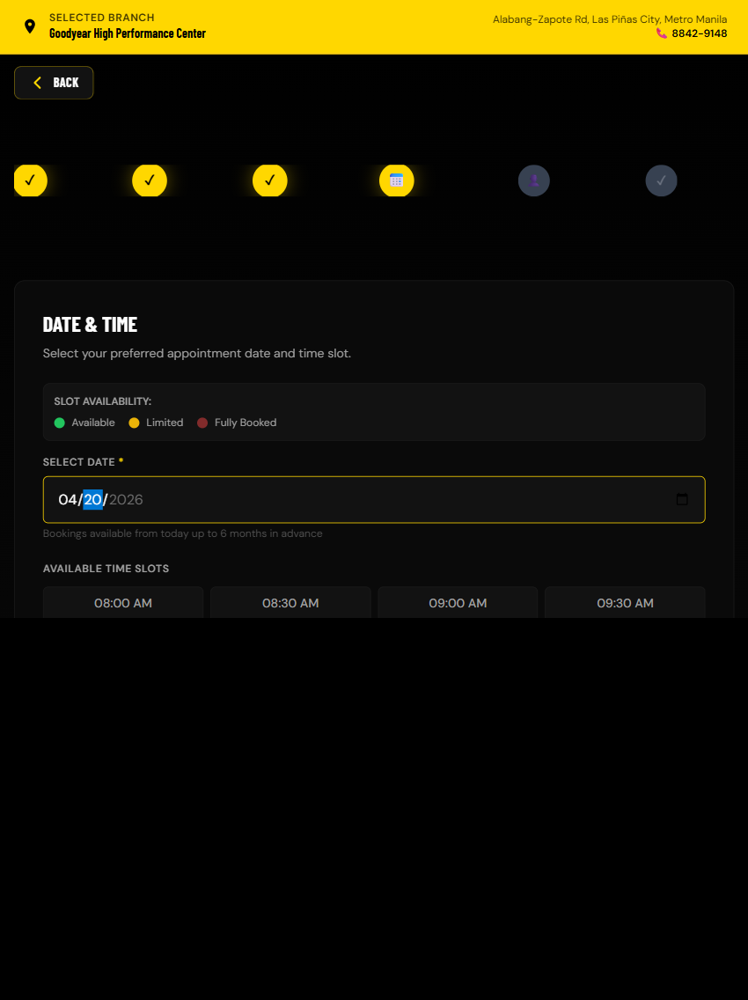 SELECTED BRANCH
Goodyear High Performance Center
Alabang-Zapote Rd, Las Piñas City, Metro Manila
8842-9148
BACK
DATE & TIME
Select your preferred appointment date and time slot.
SLOT AVAILABILITY:
Available Limited Fully Booked
SELECT DATE *
04/20/2026
Bookings available from today up to 6 months in advance
AVAILABLE TIME SLOTS
08:00 AM 08:30 AM 09:00 AM 09:30 AM